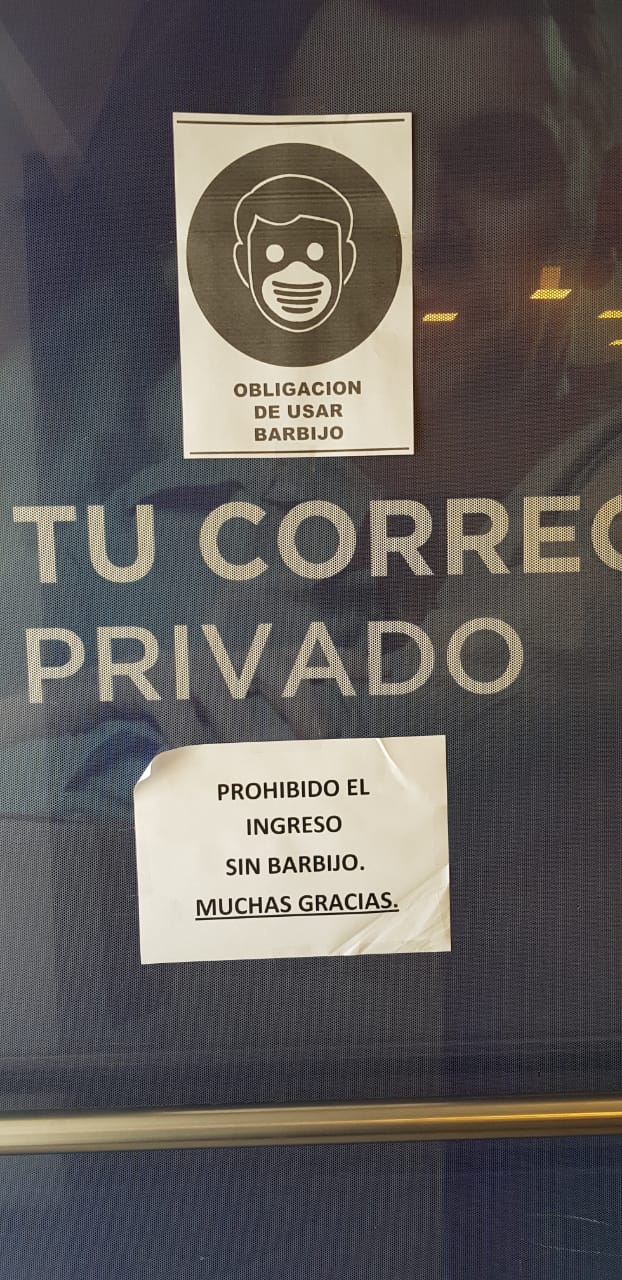 OBLIGACION
DE USAR
BARBIJO
TU CORREO
PRIVADO
PROHIBIDO EL
INGRESO
SIN BARBIJO.
MUCHAS GRACIAS.